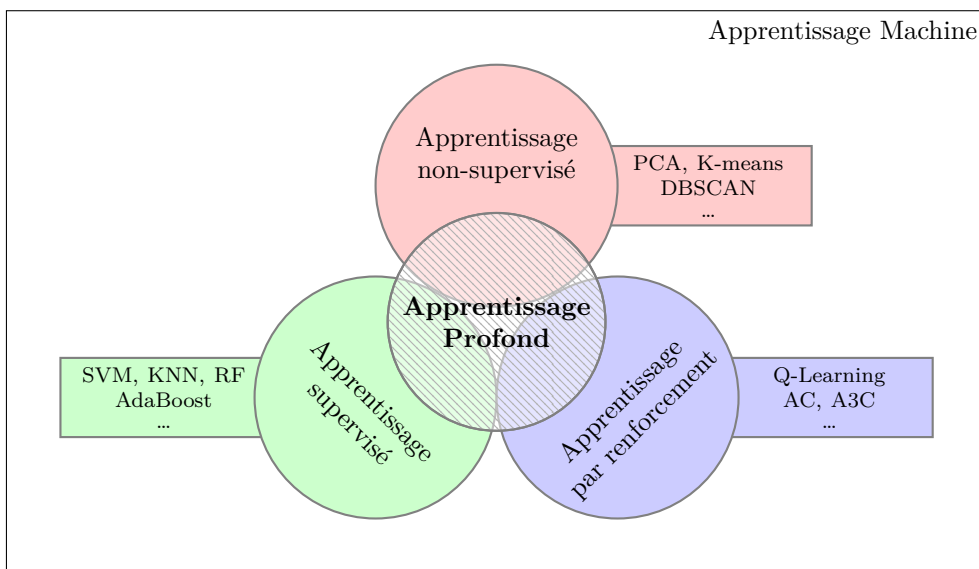 Apprentissage Machine
Apprentissage
non-supervisé
PCA, K-means
DBSCAN
...
Apprentissage
Profond
SVM, KNN, RF
AdaBoost
...
Apprentissage
supervisé
Apprentissage
par renforcement
Q-Learning
AC, A3C
...